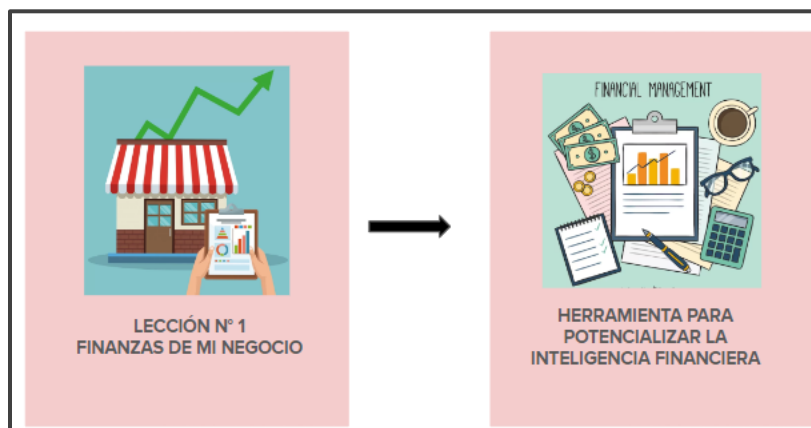 LECCIÓN N° 1
FINANZAS DE MI NEGOCIO
FINANCIAL MANAGEMENT
HERRAMIENTA PARA
POTENCIALIZAR LA
INTELIGENCIA FINANCIERA